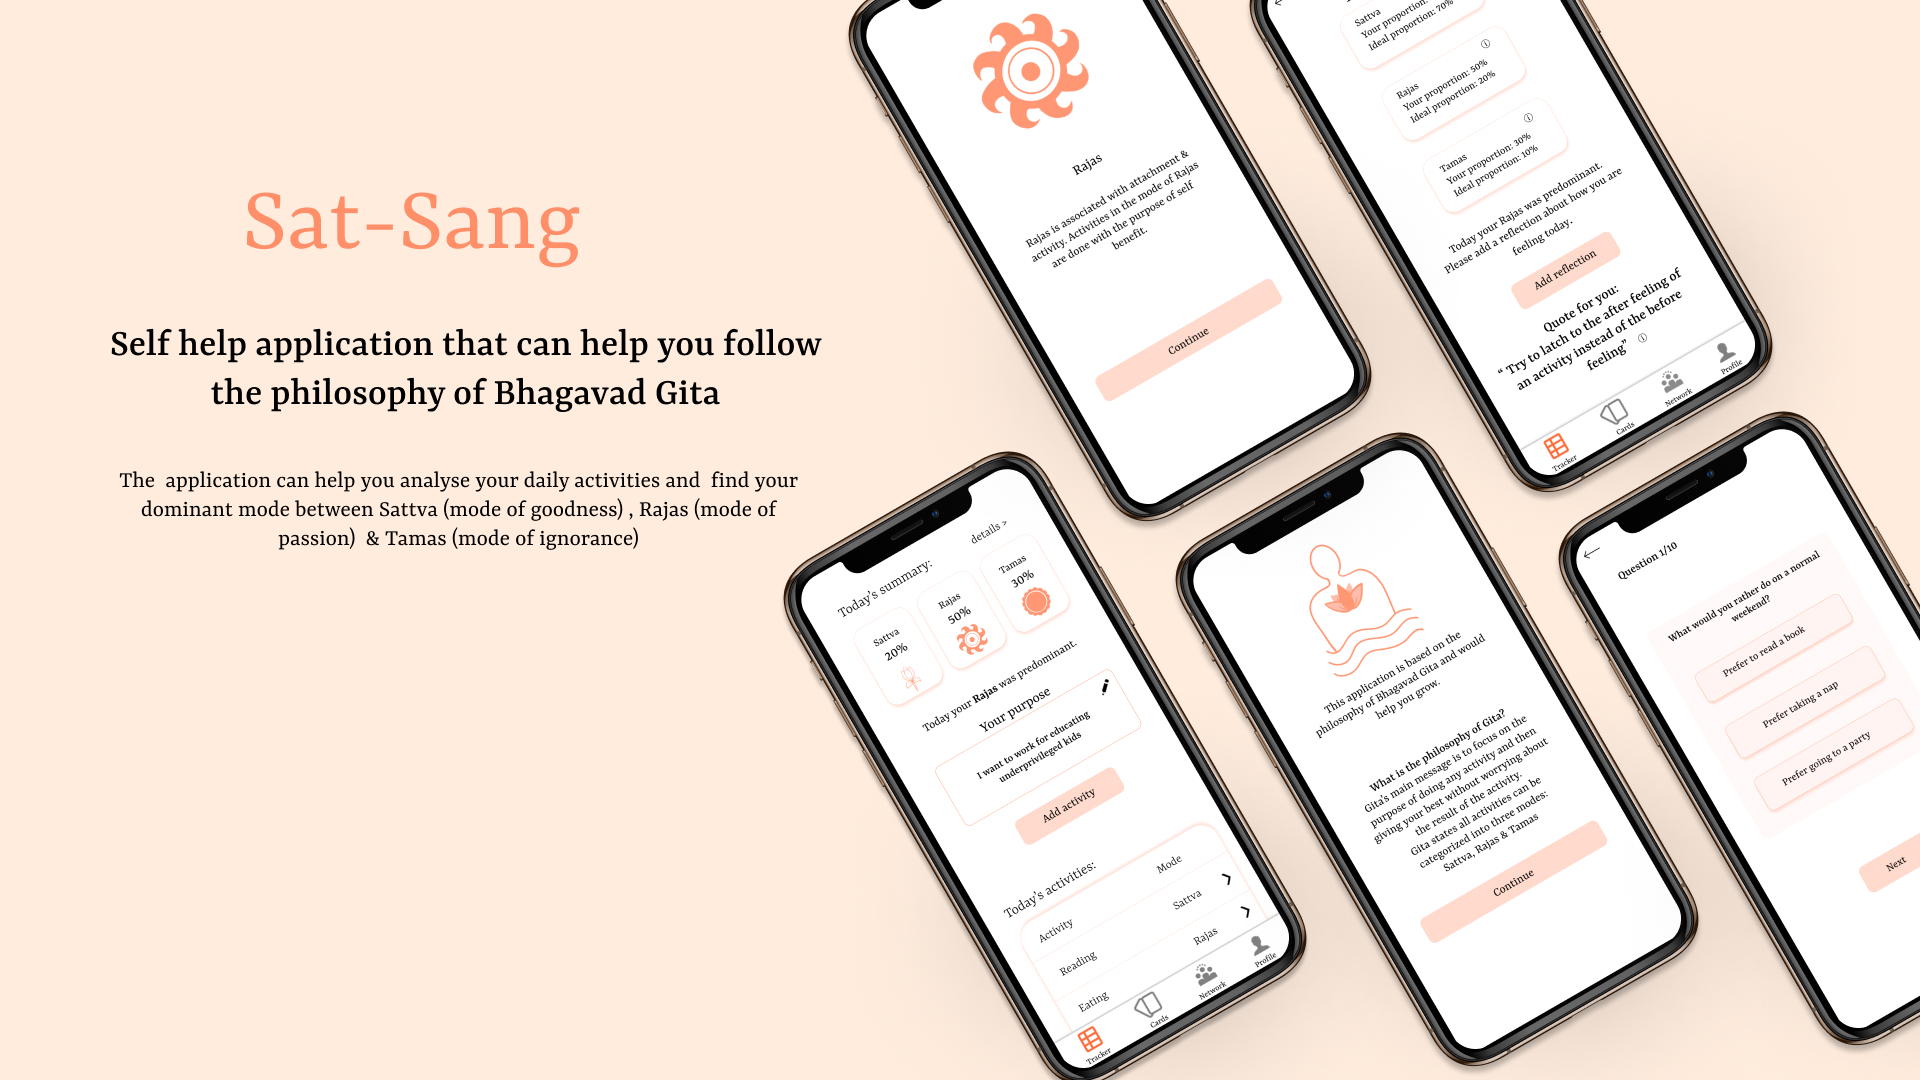 Sat-Sang
Self help application that can help you follow
the philosophy of Bhagavad Gita
The application can help you analyse your daily activities and find your
dominant mode between Sattva (mode of goodness) , Rajas (mode of
passion) & Tamas (mode of ignorance)
Rajas
Rajas is associated with attachment &
activity. Activities in the mode of Rajas
are done with the purpose of self
benefit.
Continue
Sattva
Your proportion:
Ideal proportion: 70%
Rajas
Your proportion: 50%
Ideal proportion: 20%
Tamas
Your proportion: 30%
Ideal proportion: 10%
Today your Rajas was predominant.
Please add a reflection about how you are
feeling today.
Add reflection
Quote for you:
“ Try to latch to the after feeling of
an activity instead of the before
feeling”
Tracker
Cards
Network
Profile
Today's summary:
details >
Sattva
20%
Rajas
50%
Tamas
30%
Today your Rajas was predominant.
Your purpose
I want to work for educating
underprivileged kids
Add activity
Today's activities:
Activity Mode
Reading Sattva
Eating Rajas
Tracker
Cards
Network
Profile
This application is based on the
philosophy of Bhagavad Gita and would
help you grow.
What is the philosophy of Gita?
Gita's main message is to focus on the
purpose of doing any activity and then
giving your best without worrying about
the result of the activity.
Gita states all activities can be
categorized into three modes:
Sattva, Rajas & Tamas
Continue
Question 1/10
What would you rather do on a normal
weekend?
Prefer to read a book
Prefer taking a nap
Prefer going to a party
Next